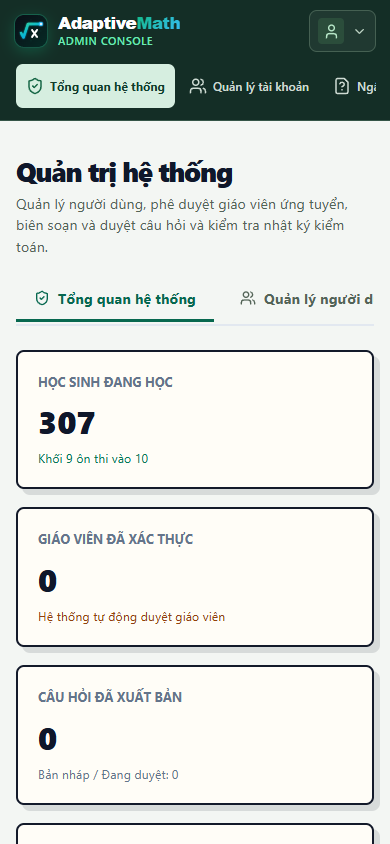 AdaptiveMath
ADMIN CONSOLE
Tổng quan hệ thống
Quản lý tài khoản
Quản trị hệ thống
Quản lý người dùng, phê duyệt giáo viên ứng tuyển,
biên soạn và duyệt câu hỏi và kiểm tra nhật ký kiểm
toán.
Tổng quan hệ thống
Quản lý người d
HỌC SINH ĐANG HỌC
307
Khối 9 ôn thi vào 10
GIÁO VIÊN ĐÃ XÁC THỰC
0
Hệ thống tự động duyệt giáo viên
CÂU HỎI ĐÃ XUẤT BẢN
0
Bản nháp / Đang duyệt: 0